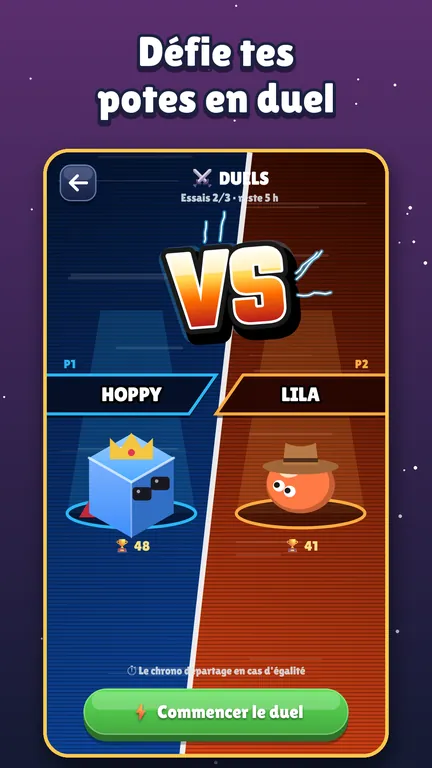 Défie tes
potes en duel
DUELS
Essais 2/3 • reste 5 h
VS
P1
P2
HOPPY
LILA
48
41
Le chrono départage en cas d'égalité
Commencer le duel